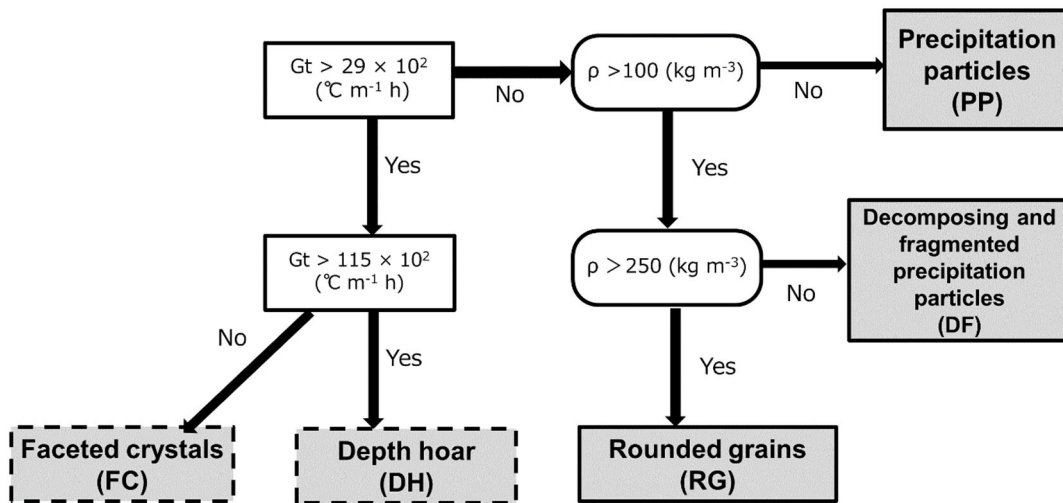 Gt > 29 × 10²
(℃ m⁻¹ h)
No
ρ >100 (kg m⁻³)
No
Precipitation
particles
(PP)
Yes
Yes
Gt > 115 × 10²
(℃ m⁻¹ h)
ρ > 250 (kg m⁻³)
No
Decomposing and
fragmented
precipitation
particles
(DF)
No
Yes
Yes
Faceted crystals
(FC)
Depth hoar
(DH)
Rounded grains
(RG)